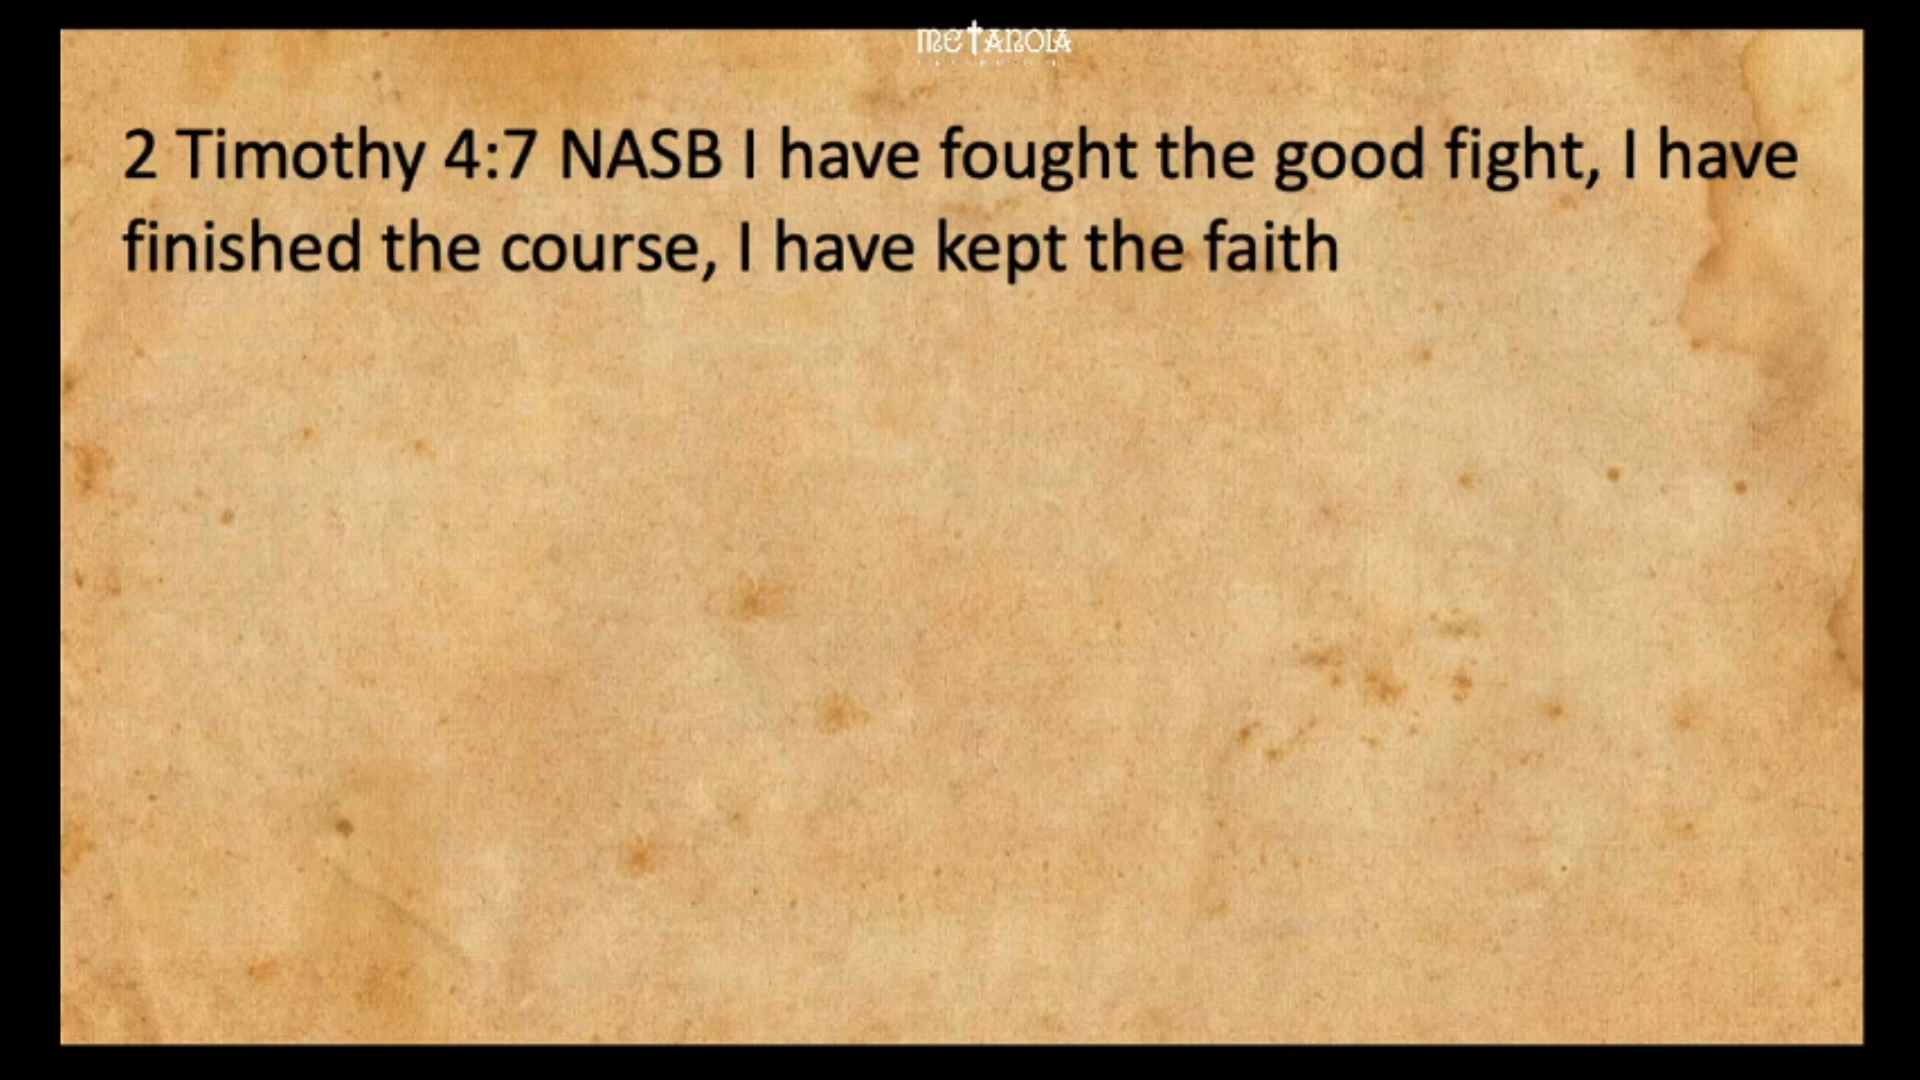 METANOIA
2 Timothy 4:7 NASB I have fought the good fight, I have
finished the course, I have kept the faith